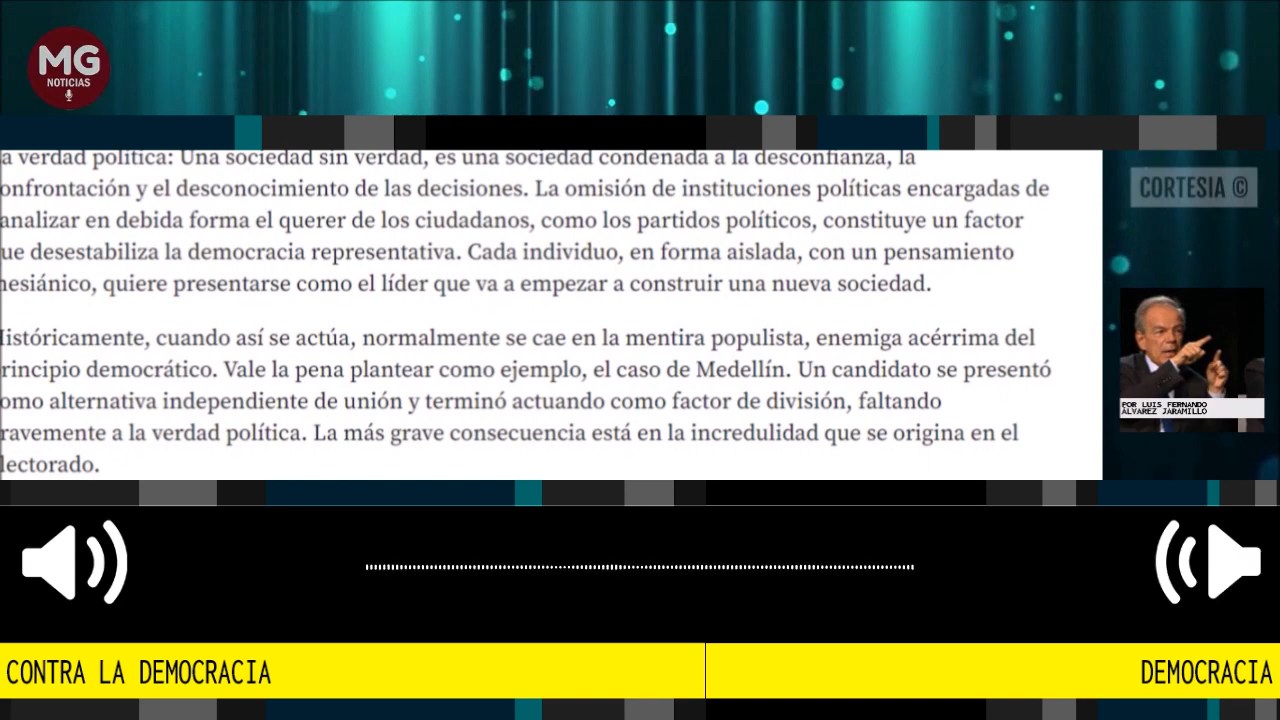 MG
NOTICIAS
a verdad política: Una sociedad sin verdad, es una sociedad condenada a la desconfianza, la
onfrontación y el desconocimiento de las decisiones. La omisión de instituciones políticas encargadas de
analizar en debida forma el querer de los ciudadanos, como los partidos políticos, constituye un factor
ue desestabiliza la democracia representativa. Cada individuo, en forma aislada, con un pensamiento
esiánico, quiere presentarse como el líder que va a empezar a construir una nueva sociedad.
istóricamente, cuando así se actúa, normalmente se cae en la mentira populista, enemiga acérrima del
rincipio democrático. Vale la pena plantear como ejemplo, el caso de Medellín. Un candidato se presentó
omo alternativa independiente de unión y terminó actuando como factor de división, faltando
ravemente a la verdad política. La más grave consecuencia está en la incredulidad que se origina en el
lectorado.
CORTESIA ©
POR LUIS FERNANDO
ÁLVAREZ JARAMILLO
CONTRA LA DEMOCRACIA
DEMOCRACIA